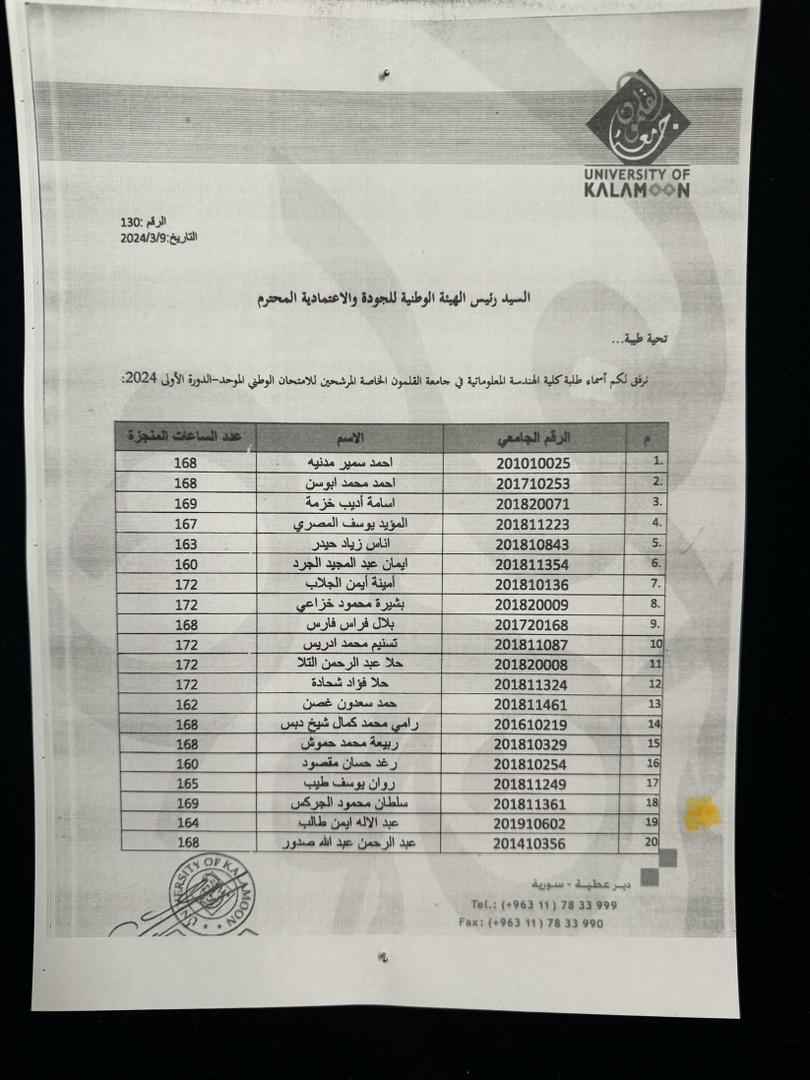 جامعة القلمون
UNIVERSITY OF
KALAMOON
الرقم :130
التاريخ:2024/3/9
السيد رئيس الهيئة الوطنية للجودة والاعتمادية المحترم
تحية طيبة...
نرفق لكم أسماء طلبة كلية الهندسة المعلوماتية في جامعة القلمون الخاصة المرشحين للامتحان الوطني الموحد-الدورة الأولى 2024:
م الرقم الجامعي الاسم عدد الساعات المنجزة
1. 201010025 احمد سمير مدنيه 168
2. 201710253 احمد محمد ابوسن 168
3. 201820071 اسامة أديب خزمة 169
4. 201811223 المؤيد يوسف المصري 167
5. 201810843 اناس زياد حيدر 163
6. 201811354 ايمان عبد المجيد الجرد 160
7. 201810136 أمينة أيمن الجلاب 172
8. 201820009 بشيرة محمود خزاعي 172
9. 201720168 بلال فراس فارس 168
10 201811087 تسنيم محمد ادريس 172
11 201820008 حلا عبد الرحمن التلا 172
12 201811324 حلا فؤاد شحادة 172
13 201811461 حمد سعدون غصن 162
14 201610219 رامي محمد كمال شيخ دبس 168
15 201810329 ربيعة محمد حموش 168
16 201810254 رغد حسان مقصود 160
17 201811249 روان يوسف طيب 165
18 201811361 سلطان محمود الجركس 169
19 201910602 عبد الاله ايمن طالب 164
20 201410356 عبد الرحمن عبد الله صدور 168
دير عطية - سورية
Tel.: (+963 11) 78 33 999
Fax: (+963 11) 78 33 990
UNIVERSITY OF KALAMOON